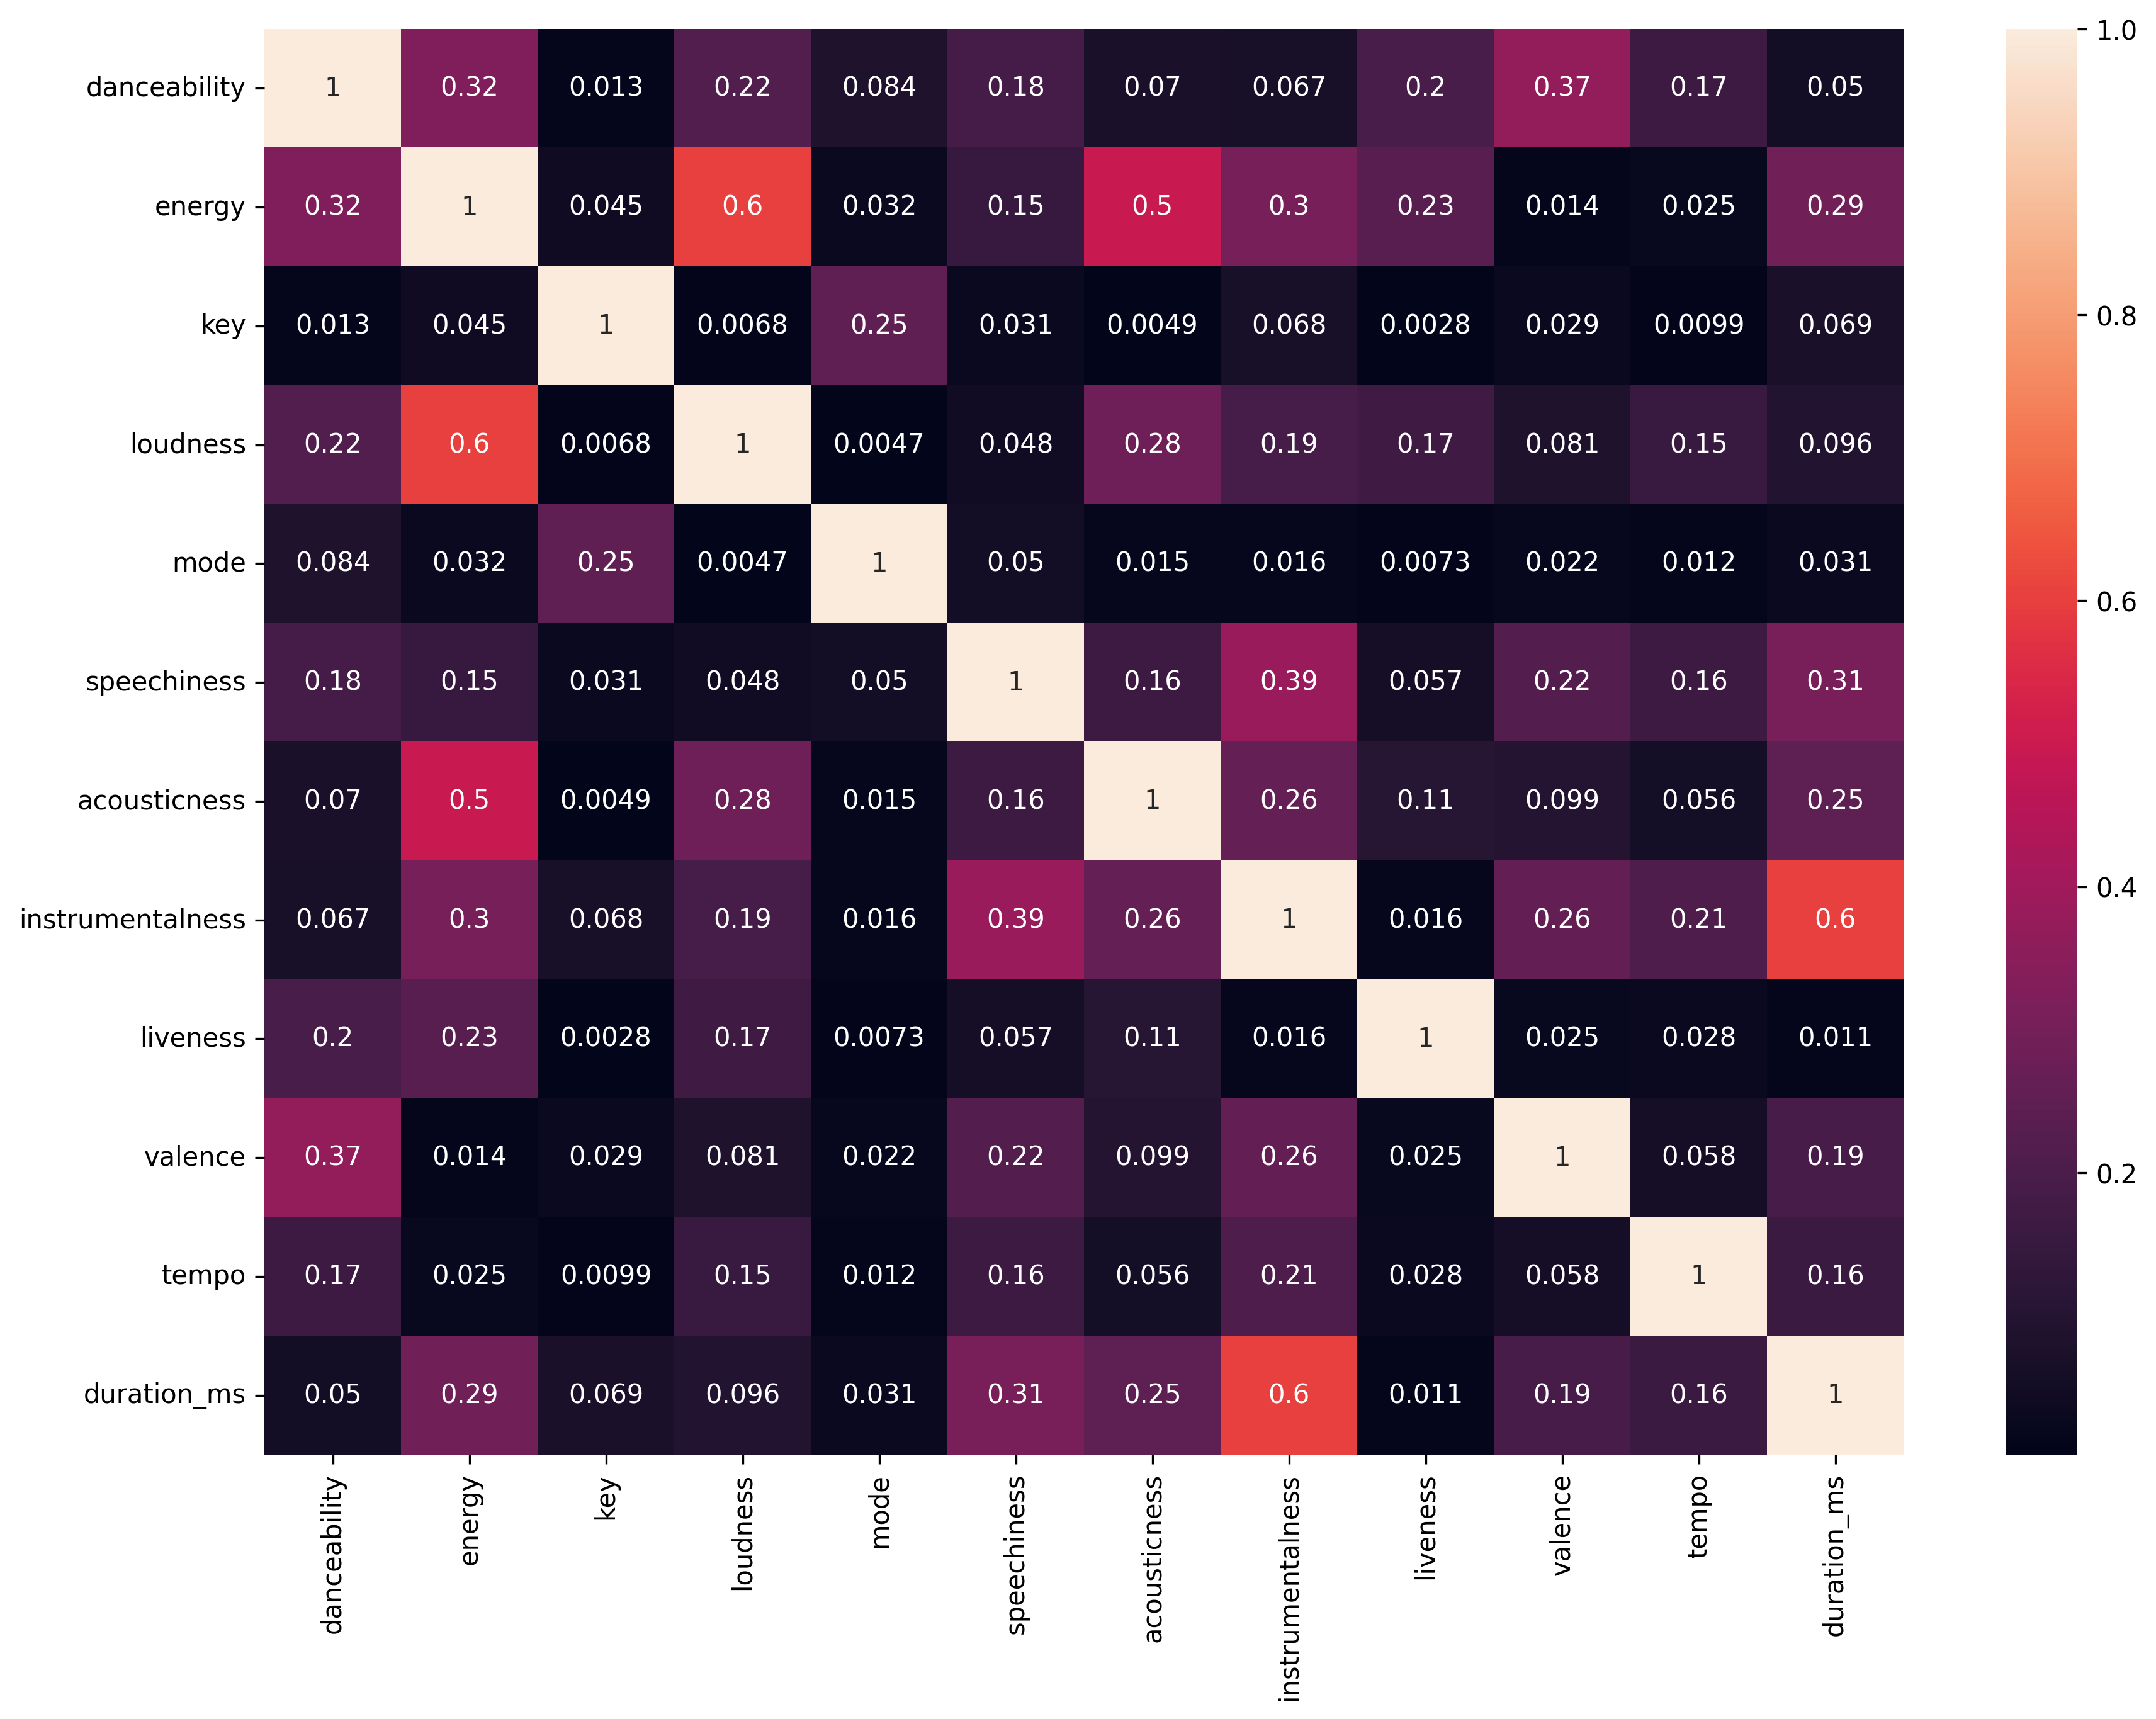 danceability 1 0.32 0.013 0.22 0.084 0.18 0.07 0.067 0.2 0.37 0.17 0.05
energy 0.32 1 0.045 0.6 0.032 0.15 0.5 0.3 0.23 0.014 0.025 0.29
key 0.013 0.045 1 0.0068 0.25 0.031 0.0049 0.068 0.0028 0.029 0.0099 0.069
loudness 0.22 0.6 0.0068 1 0.0047 0.048 0.28 0.19 0.17 0.081 0.15 0.096
mode 0.084 0.032 0.25 0.0047 1 0.05 0.015 0.016 0.0073 0.022 0.012 0.031
speechiness 0.18 0.15 0.031 0.048 0.05 1 0.16 0.39 0.057 0.22 0.16 0.31
acousticness 0.07 0.5 0.0049 0.28 0.015 0.16 1 0.26 0.11 0.099 0.056 0.25
instrumentalness 0.067 0.3 0.068 0.19 0.016 0.39 0.26 1 0.016 0.26 0.21 0.6
liveness 0.2 0.23 0.0028 0.17 0.0073 0.057 0.11 0.016 1 0.025 0.028 0.011
valence 0.37 0.014 0.029 0.081 0.022 0.22 0.099 0.26 0.025 1 0.058 0.19
tempo 0.17 0.025 0.0099 0.15 0.012 0.16 0.056 0.21 0.028 0.058 1 0.16
duration_ms 0.05 0.29 0.069 0.096 0.031 0.31 0.25 0.6 0.011 0.19 0.16 1
danceability
energy
key
loudness
mode
speechiness
acousticness
instrumentalness
liveness
valence
tempo
duration_ms
1.0
0.8
0.6
0.4
0.2